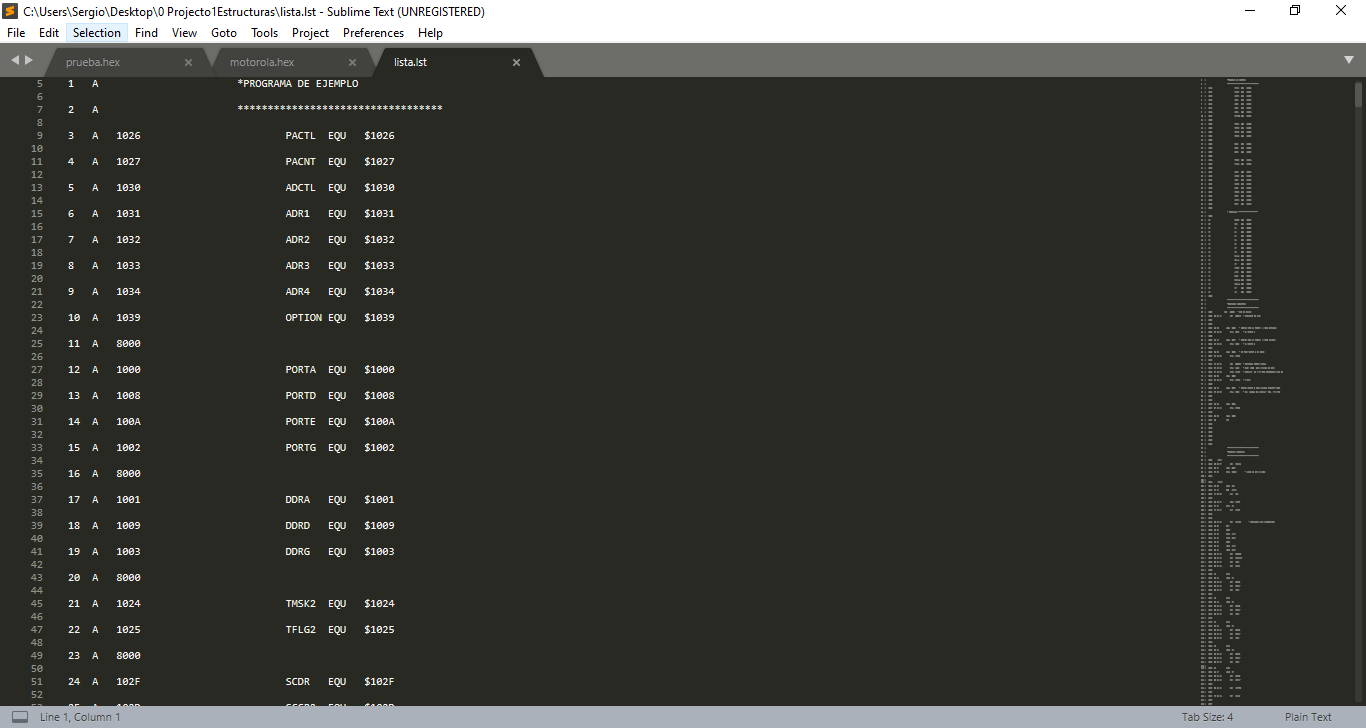 C:\Users\Sergio\Desktop\0 Projecto1Estructuras\lista.lst - Sublime Text (UNREGISTERED)
File Edit Selection Find View Goto Tools Project Preferences Help
prueba.hex motorola.hex lista.lst
5 1 A *PROGRAMA DE EJEMPLO
6
7 2 A **********************************
8
9 3 A 1026 PACTL EQU $1026
10
11 4 A 1027 PACNT EQU $1027
12
13 5 A 1030 ADCTL EQU $1030
14
15 6 A 1031 ADR1 EQU $1031
16
17 7 A 1032 ADR2 EQU $1032
18
19 8 A 1033 ADR3 EQU $1033
20
21 9 A 1034 ADR4 EQU $1034
22
23 10 A 1039 OPTION EQU $1039
24
25 11 A 8000
26
27 12 A 1000 PORTA EQU $1000
28
29 13 A 1008 PORTD EQU $1008
30
31 14 A 100A PORTE EQU $100A
32
33 15 A 1002 PORTG EQU $1002
34
35 16 A 8000
36
37 17 A 1001 DDRA EQU $1001
38
39 18 A 1009 DDRD EQU $1009
40
41 19 A 1003 DDRG EQU $1003
42
43 20 A 8000
44
45 21 A 1024 TMSK2 EQU $1024
46
47 22 A 1025 TFLG2 EQU $1025
48
49 23 A 8000
50
51 24 A 102F SCDR EQU $102F
52
Line 1, Column 1 Tab Size: 4 Plain Text